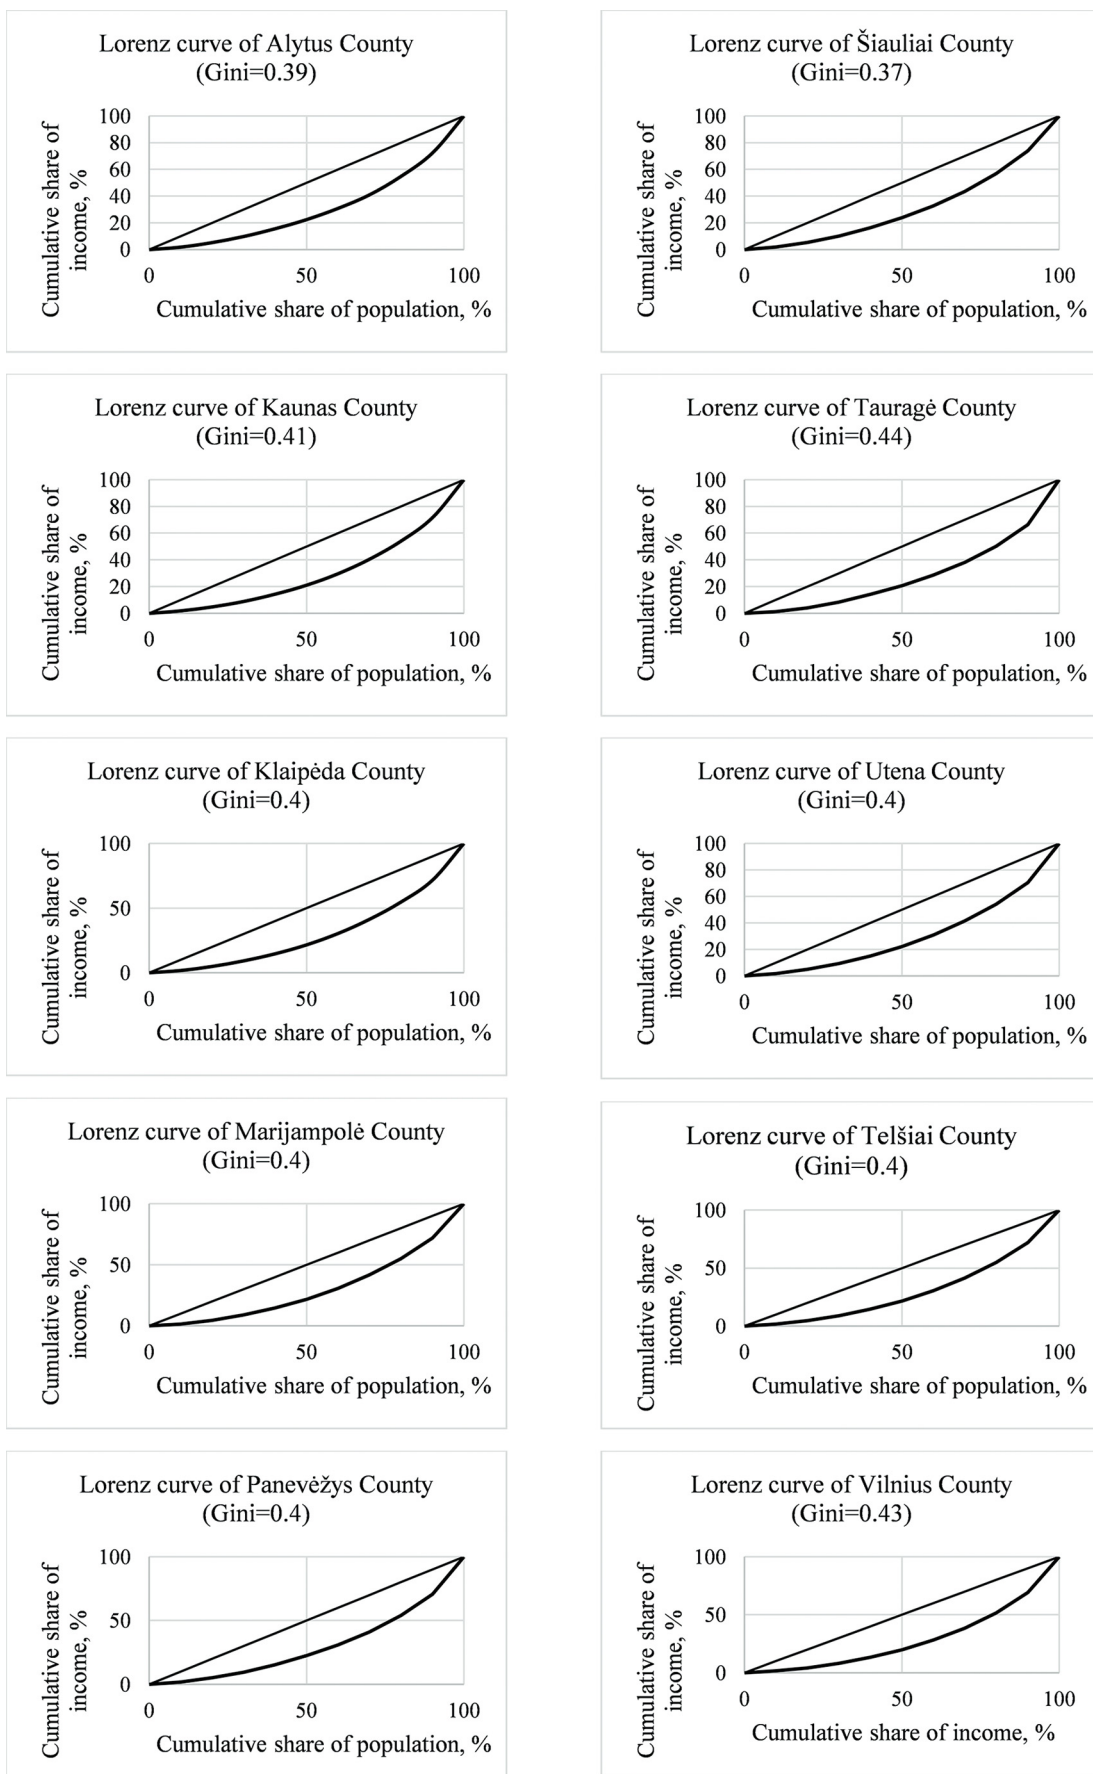 Lorenz curve of Alytus County
(Gini=0.39)
Cumulative share of
income, %
100
80
60
40
20
0
0 50 100
Cumulative share of population, %
Lorenz curve of Šiauliai County
(Gini=0.37)
Cumulative share of
income, %
100
80
60
40
20
0
0 50 100
Cumulative share of population, %
Lorenz curve of Kaunas County
(Gini=0.41)
Cumulative share of
income, %
100
80
60
40
20
0
0 50 100
Cumulative share of population, %
Lorenz curve of Tauragė County
(Gini=0.44)
Cumulative share of
income, %
100
80
60
40
20
0
0 50 100
Cumulative share of population, %
Lorenz curve of Klaipėda County
(Gini=0.4)
Cumulative share of
income, %
100
50
0
0 50 100
Cumulative share of population, %
Lorenz curve of Utena County
(Gini=0.4)
Cumulative share of
income, %
100
80
60
40
20
0
0 50 100
Cumulative share of population, %
Lorenz curve of Marijampolė County
(Gini=0.4)
Cumulative share of
income, %
100
50
0
0 50 100
Cumulative share of population, %
Lorenz curve of Telšiai County
(Gini=0.4)
Cumulative share of
income, %
100
50
0
0 50 100
Cumulative share of population, %
Lorenz curve of Panevėžys County
(Gini=0.4)
Cumulative share of
income, %
100
50
0
0 50 100
Cumulative share of population, %
Lorenz curve of Vilnius County
(Gini=0.43)
Cumulative share of
income, %
100
50
0
0 50 100
Cumulative share of income, %